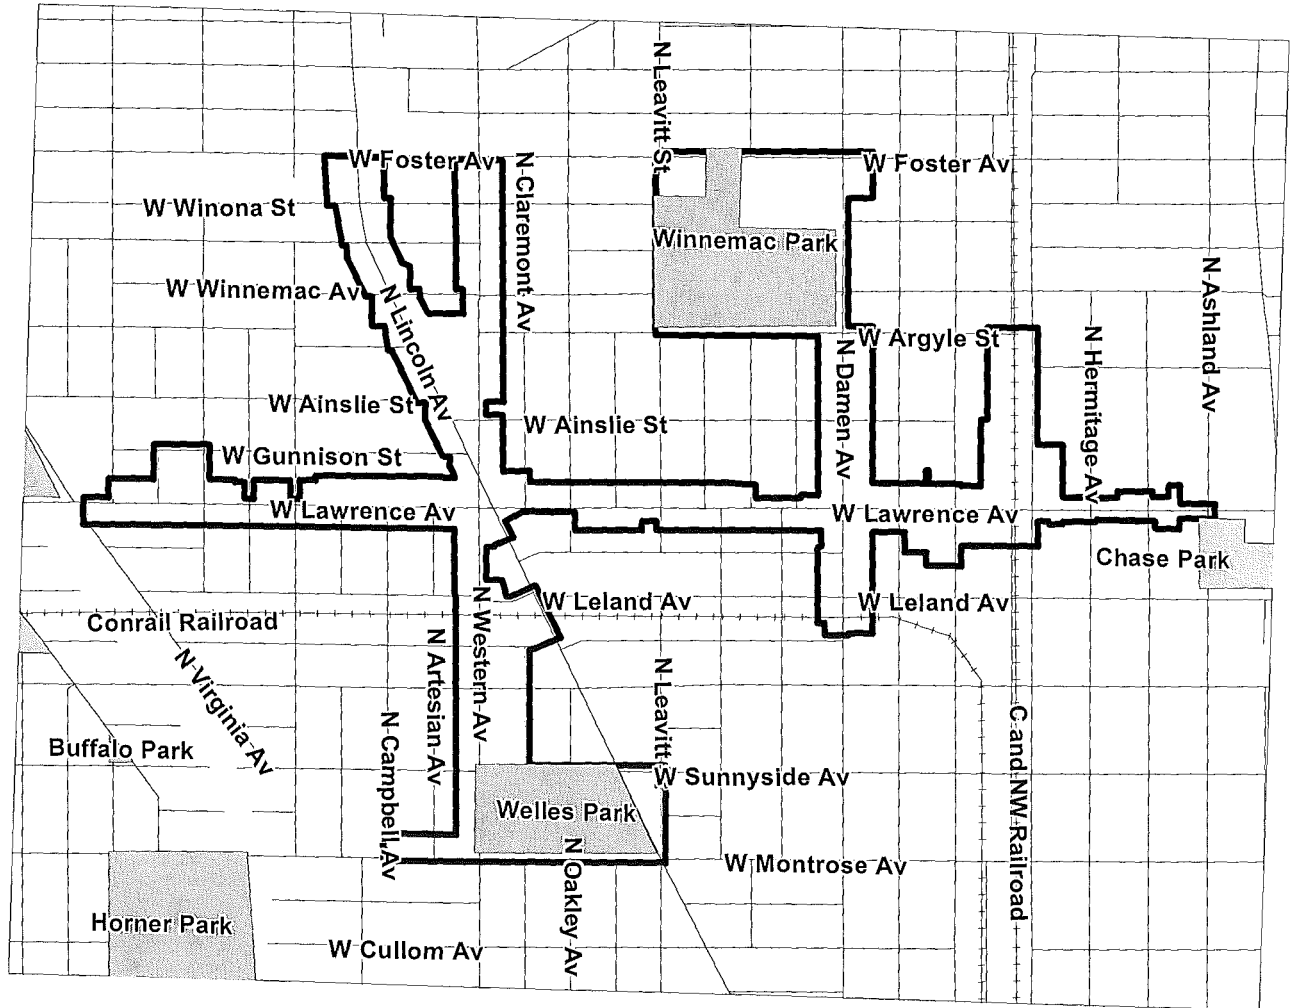 N Leavitt St
W Foster Av
N Claremont Av
W Foster Av
W Winona St
Winnemac Park
W Winnemac Av
N Lincoln Av
N Ashland Av
W Argyle St
N Damen Av
N Hermitage Av
W Ainslie St
W Ainslie St
W Gunnison St
W Lawrence Av
W Lawrence Av
Chase Park
W Leland Av
W Leland Av
Conrail Railroad
N Virginia Av
N Artesian Av
N Western Av
N Leavitt
N Campbell Av
C and NW Railroad
Buffalo Park
W Sunnyside Av
Welles Park
N Oakley Av
W Montrose Av
Horner Park
W Cullom Av